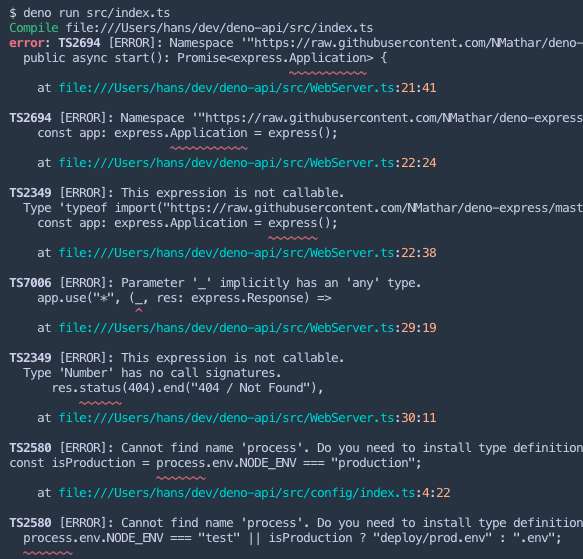 $ deno run src/index.ts
Compile file:///Users/hans/dev/deno-api/src/index.ts
error: TS2694 [ERROR]: Namespace '"https://raw.githubusercontent.com/NMathar/deno-
public async start(): Promise<express.Application> {
at file:///Users/hans/dev/deno-api/src/WebServer.ts:21:41
TS2694 [ERROR]: Namespace '"https://raw.githubusercontent.com/NMathar/deno-express
const app: express.Application = express();
at file:///Users/hans/dev/deno-api/src/WebServer.ts:22:24
TS2349 [ERROR]: This expression is not callable.
Type 'typeof import("https://raw.githubusercontent.com/NMathar/deno-express/mast
const app: express.Application = express();
at file:///Users/hans/dev/deno-api/src/WebServer.ts:22:38
TS7006 [ERROR]: Parameter '_' implicitly has an 'any' type.
app.use("*", (_, res: express.Response) =>
at file:///Users/hans/dev/deno-api/src/WebServer.ts:29:19
TS2349 [ERROR]: This expression is not callable.
Type 'Number' has no call signatures.
res.status(404).end("404 / Not Found"),
at file:///Users/hans/dev/deno-api/src/WebServer.ts:30:11
TS2580 [ERROR]: Cannot find name 'process'. Do you need to install type definition
const isProduction = process.env.NODE_ENV === "production";
at file:///Users/hans/dev/deno-api/src/config/index.ts:4:22
TS2580 [ERROR]: Cannot find name 'process'. Do you need to install type definition
process.env.NODE_ENV === "test" || isProduction ? "deploy/prod.env" : ".env";